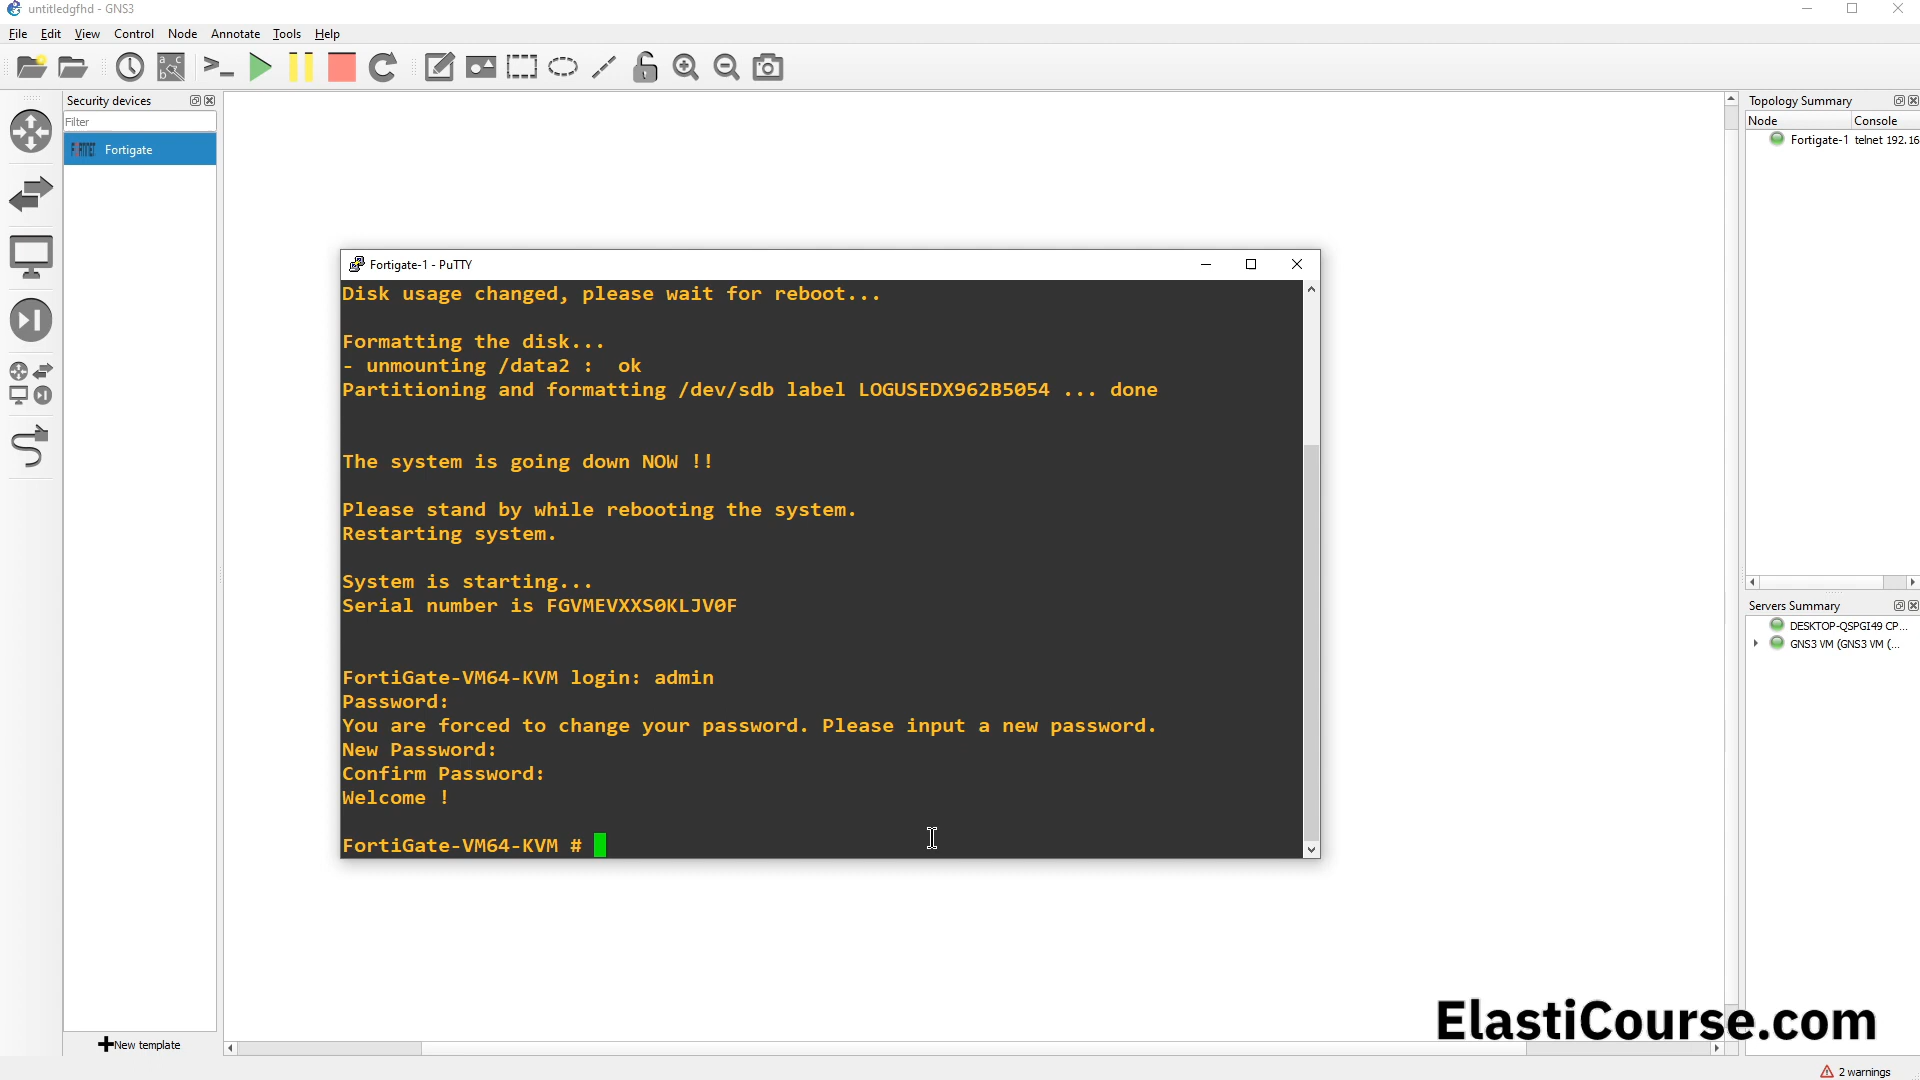 untitledgfhd - GNS3
File Edit View Control Node Annotate Tools Help
Security devices
Filter
Fortigate
New template
Topology Summary
Node Console
Fortigate-1 telnet 192.16
Servers Summary
DESKTOP-QSPGI49 CP...
GNS3 VM (GNS3 VM (...
2 warnings
Fortigate-1 - PuTTY
Disk usage changed, please wait for reboot...
Formatting the disk...
- unmounting /data2 :  ok
Partitioning and formatting /dev/sdb label LOGUSEDX962B5054 ... done
The system is going down NOW !!
Please stand by while rebooting the system.
Restarting system.
System is starting...
Serial number is FGVMEVXXS0KLJV0F
FortiGate-VM64-KVM login: admin
Password:
You are forced to change your password. Please input a new password.
New Password:
Confirm Password:
Welcome !
FortiGate-VM64-KVM #
ElastiCourse.com